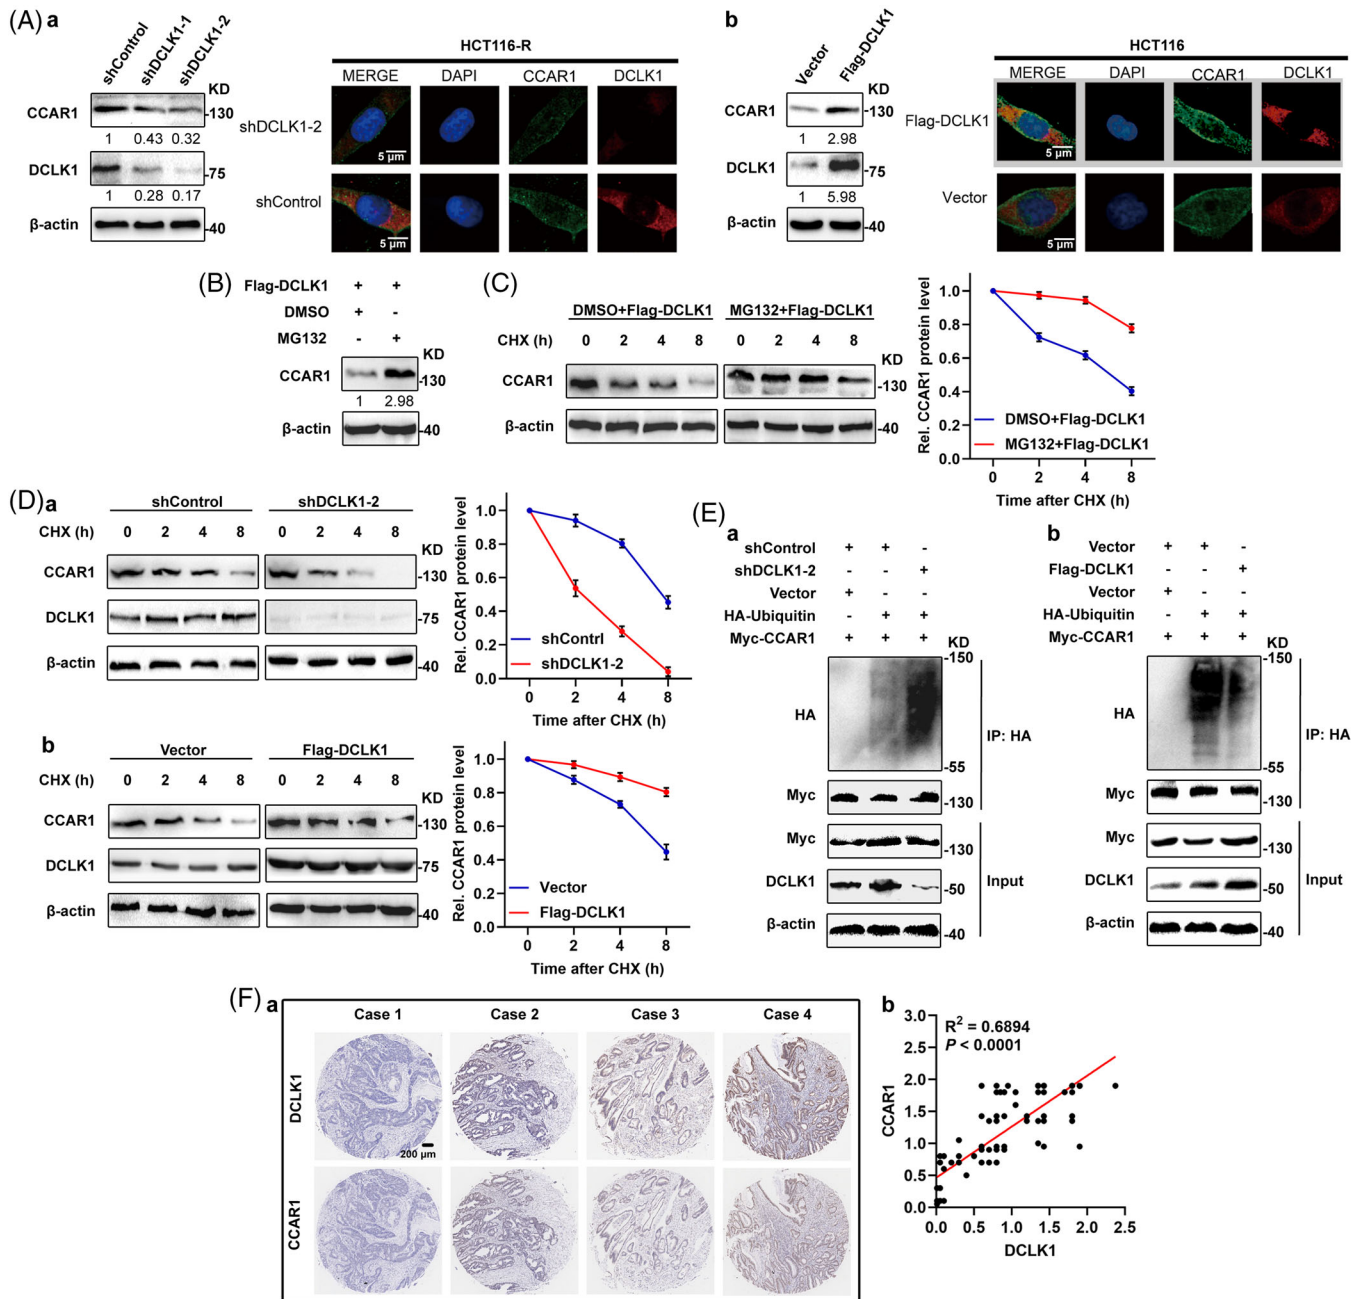 (A) a
shControl shDCLK1-1 shDCLK1-2
KD
CCAR1 -130
1 0.43 0.32
DCLK1 -75
1 0.28 0.17
β-actin -40
HCT116-R
MERGE DAPI CCAR1 DCLK1
shDCLK1-2
5 μm
shControl
5 μm
b
Vector Flag-DCLK1
KD
CCAR1 -130
1 2.98
DCLK1 -75
1 5.98
β-actin -40
HCT116
MERGE DAPI CCAR1 DCLK1
Flag-DCLK1
5 μm
Vector
5 μm
(B)
Flag-DCLK1 + +
DMSO + -
MG132 - +
KD
CCAR1 -130
1 2.98
β-actin -40
(C)
DMSO+Flag-DCLK1 MG132+Flag-DCLK1
CHX (h) 0 2 4 8 0 2 4 8
KD
CCAR1 -130
β-actin -40
Rel. CCAR1 protein level
1.0
0.8
0.6
0.4
0.2
0.0
DMSO+Flag-DCLK1
MG132+Flag-DCLK1
0 2 4 8
Time after CHX (h)
(D) a
shControl shDCLK1-2
CHX (h) 0 2 4 8 0 2 4 8
KD
CCAR1 -130
DCLK1 -75
β-actin -40
Rel. CCAR1 protein level
1.0
0.8
0.6
0.4
0.2
0.0
shContrl
shDCLK1-2
0 2 4 8
Time after CHX (h)
b
Vector Flag-DCLK1
CHX (h) 0 2 4 8 0 2 4 8
KD
CCAR1 -130
DCLK1 -75
β-actin -40
Rel. CCAR1 protein level
1.0
0.8
0.6
0.4
0.2
0.0
Vector
Flag-DCLK1
0 2 4 8
Time after CHX (h)
(E)
a
shControl + + -
shDCLK1-2 - - +
Vector + - -
HA-Ubiquitin - + +
Myc-CCAR1 + + +
KD
-150
HA
-55
Myc -130
IP: HA
Myc -130
DCLK1 -50
β-actin -40
Input
b
Vector + + -
Flag-DCLK1 - - +
Vector + - -
HA-Ubiquitin - + +
Myc-CCAR1 + + +
KD
-150
HA
-55
Myc -130
IP: HA
Myc -130
DCLK1 -50
β-actin -40
Input
(F) a
Case 1 Case 2 Case 3 Case 4
DCLK1
200 μm
CCAR1
b
R2 = 0.6894
P < 0.0001
CCAR1
3.0
2.5
2.0
1.5
1.0
0.5
0.0
0.0 0.5 1.0 1.5 2.0 2.5
DCLK1